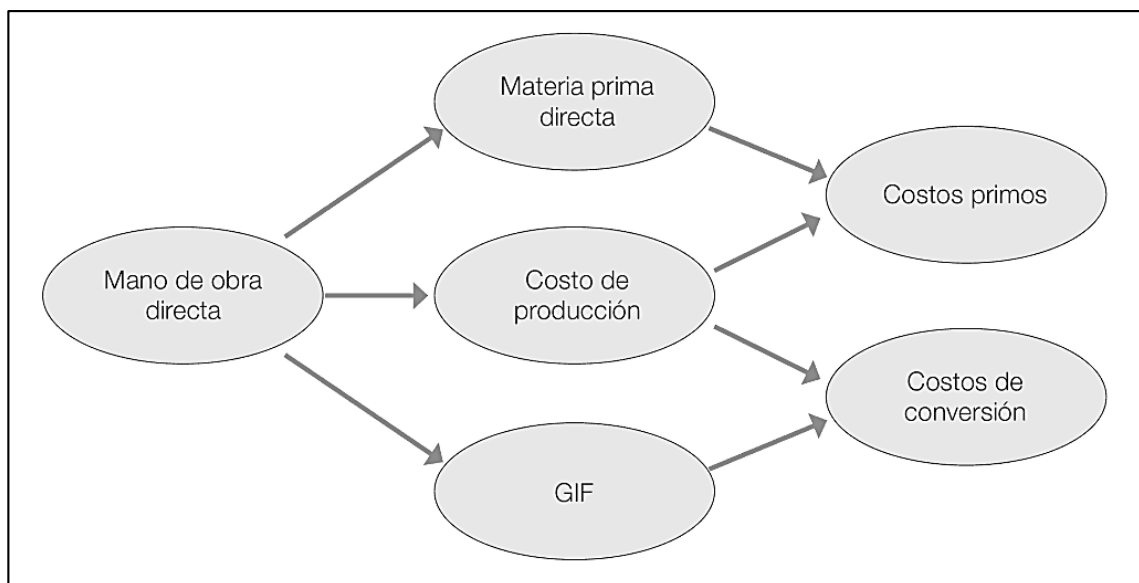 Materia prima
directa
Costos primos
Mano de obra
directa
Costo de
producción
Costos de
conversión
GIF